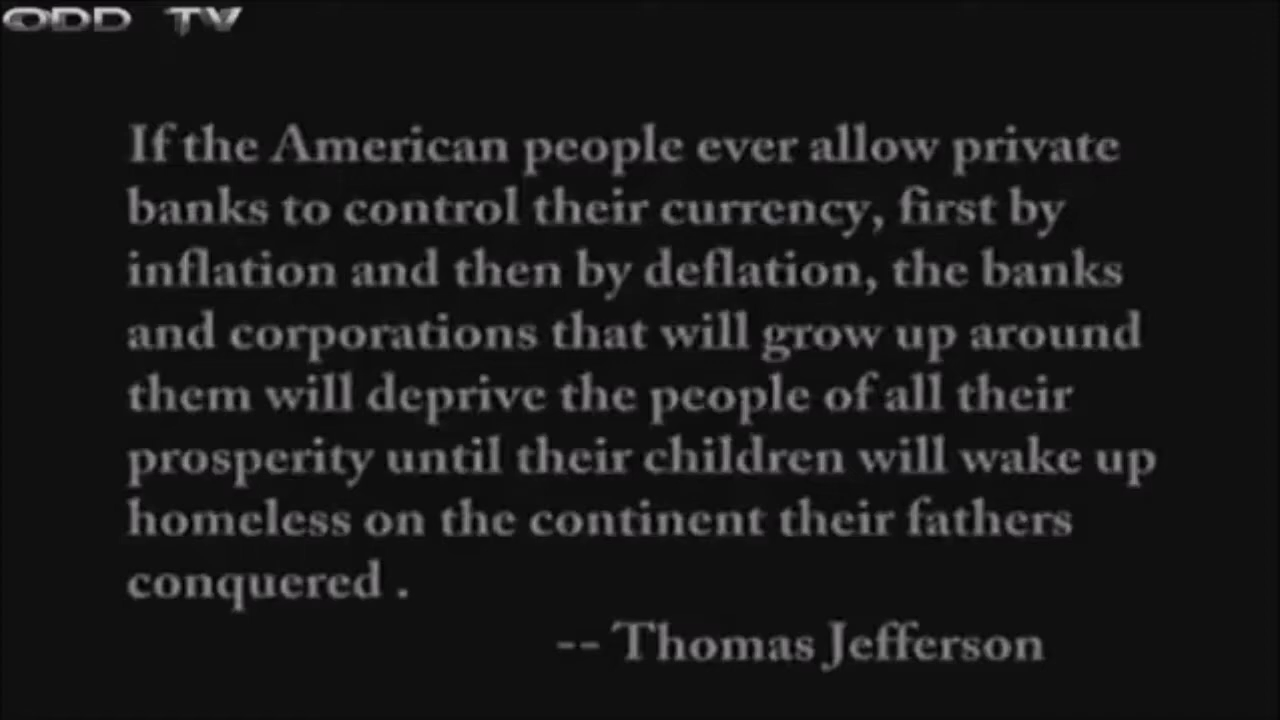 ODD TV
If the American people ever allow private
banks to control their currency, first by
inflation and then by deflation, the banks
and corporations that will grow up around
them will deprive the people of all their
prosperity until their children will wake up
homeless on the continent their fathers
conquered .
-- Thomas Jefferson